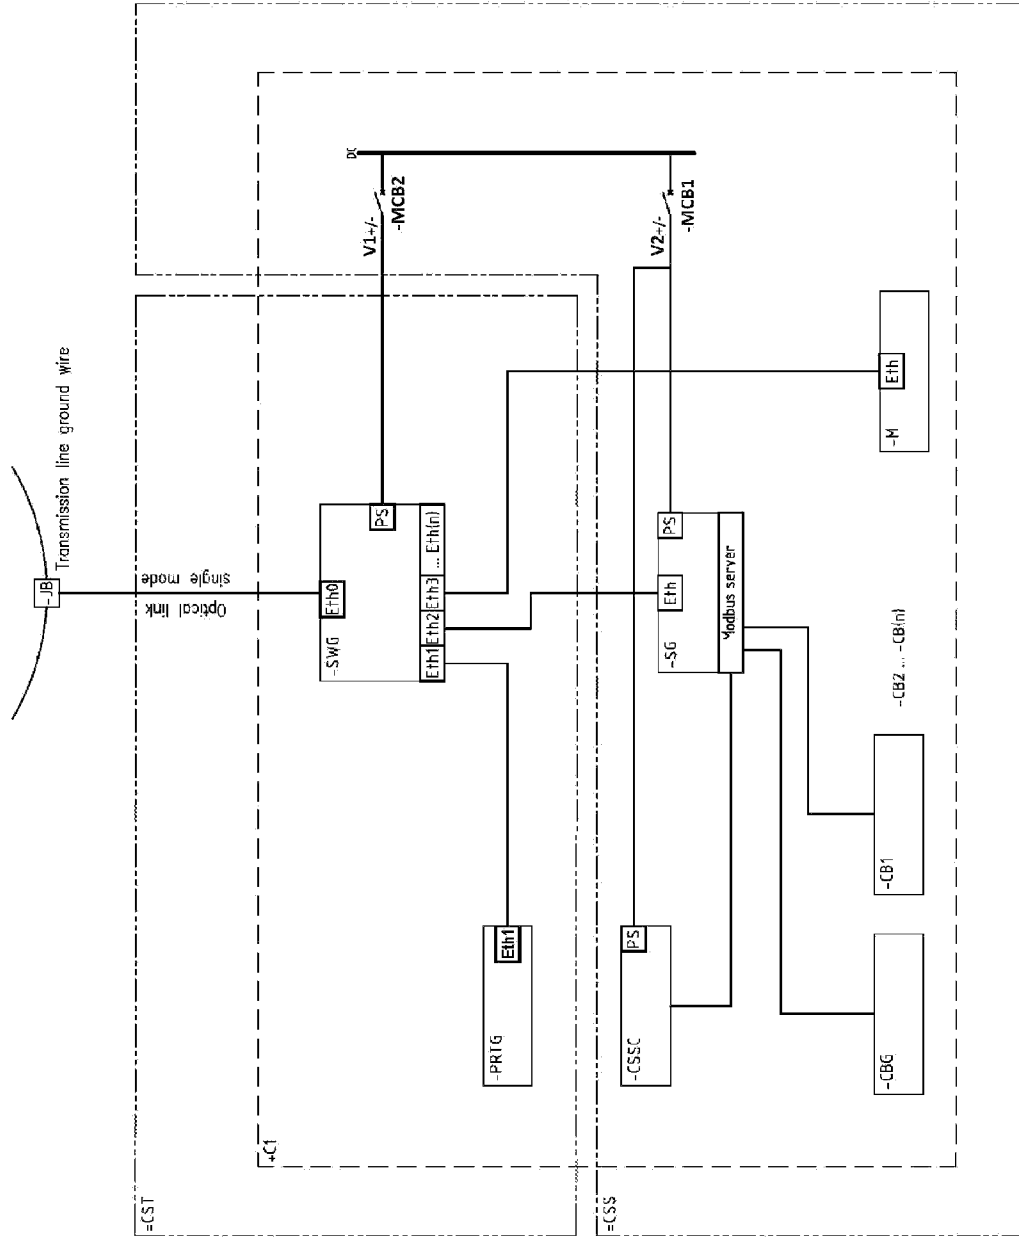 Transmission line ground wire
-JB
Optical link
single mode
=CST
+C1
-SWG
Eth0
PS
Eth1
Eth2
Eth3
... Eth(n)
DC
V1+/-
-MCB2
V2+/-
-MCB1
-PRTG
Eth1
=CSS
-CSSC
PS
-SG
Eth
PS
Modbus server
-M
Eth
-CBG
-CB1
-CB2 ... -CB(n)